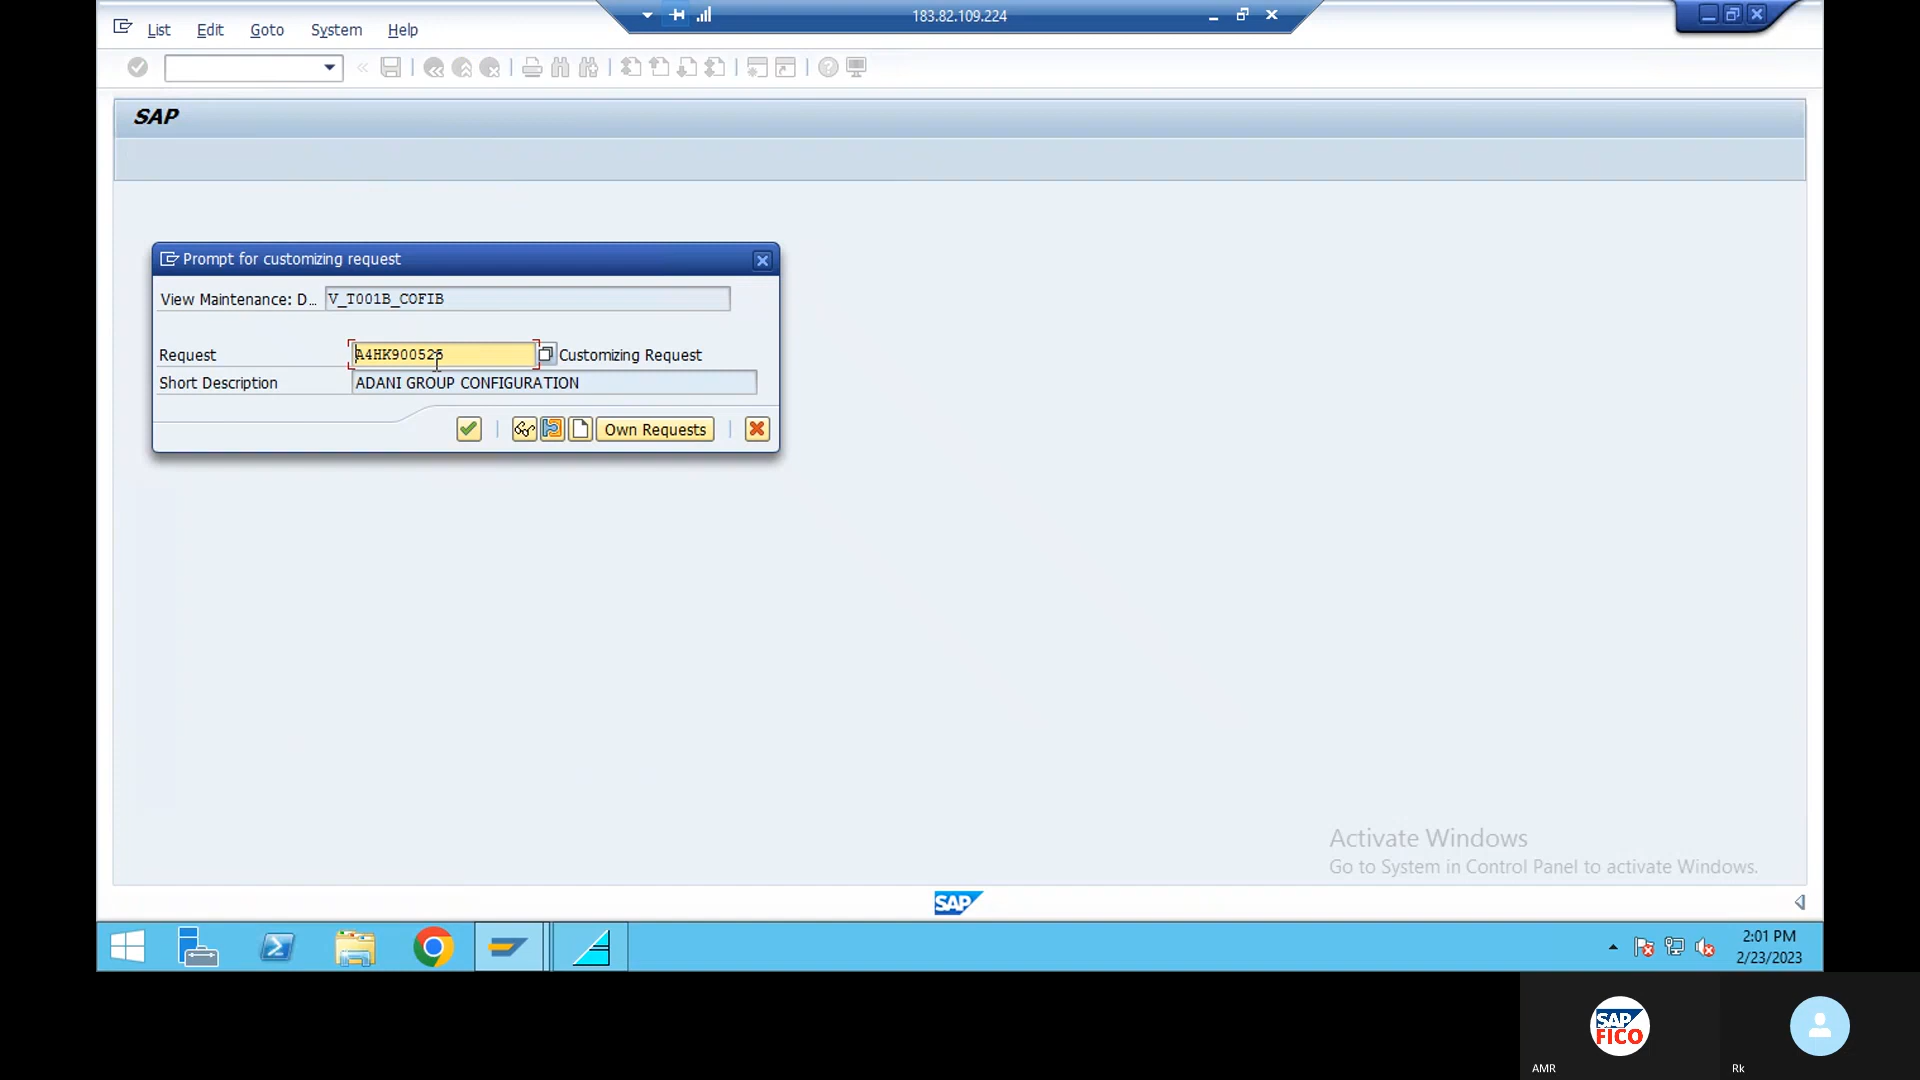 183.82.109.224
List Edit Goto System Help
SAP
Prompt for customizing request
View Maintenance: D... V_T001B_COFIB
Request A4HK900525 Customizing Request
Short Description ADANI GROUP CONFIGURATION
Own Requests
Activate Windows
Go to System in Control Panel to activate Windows.
SAP
2:01 PM
2/23/2023
SAP
FICO
AMR Rk